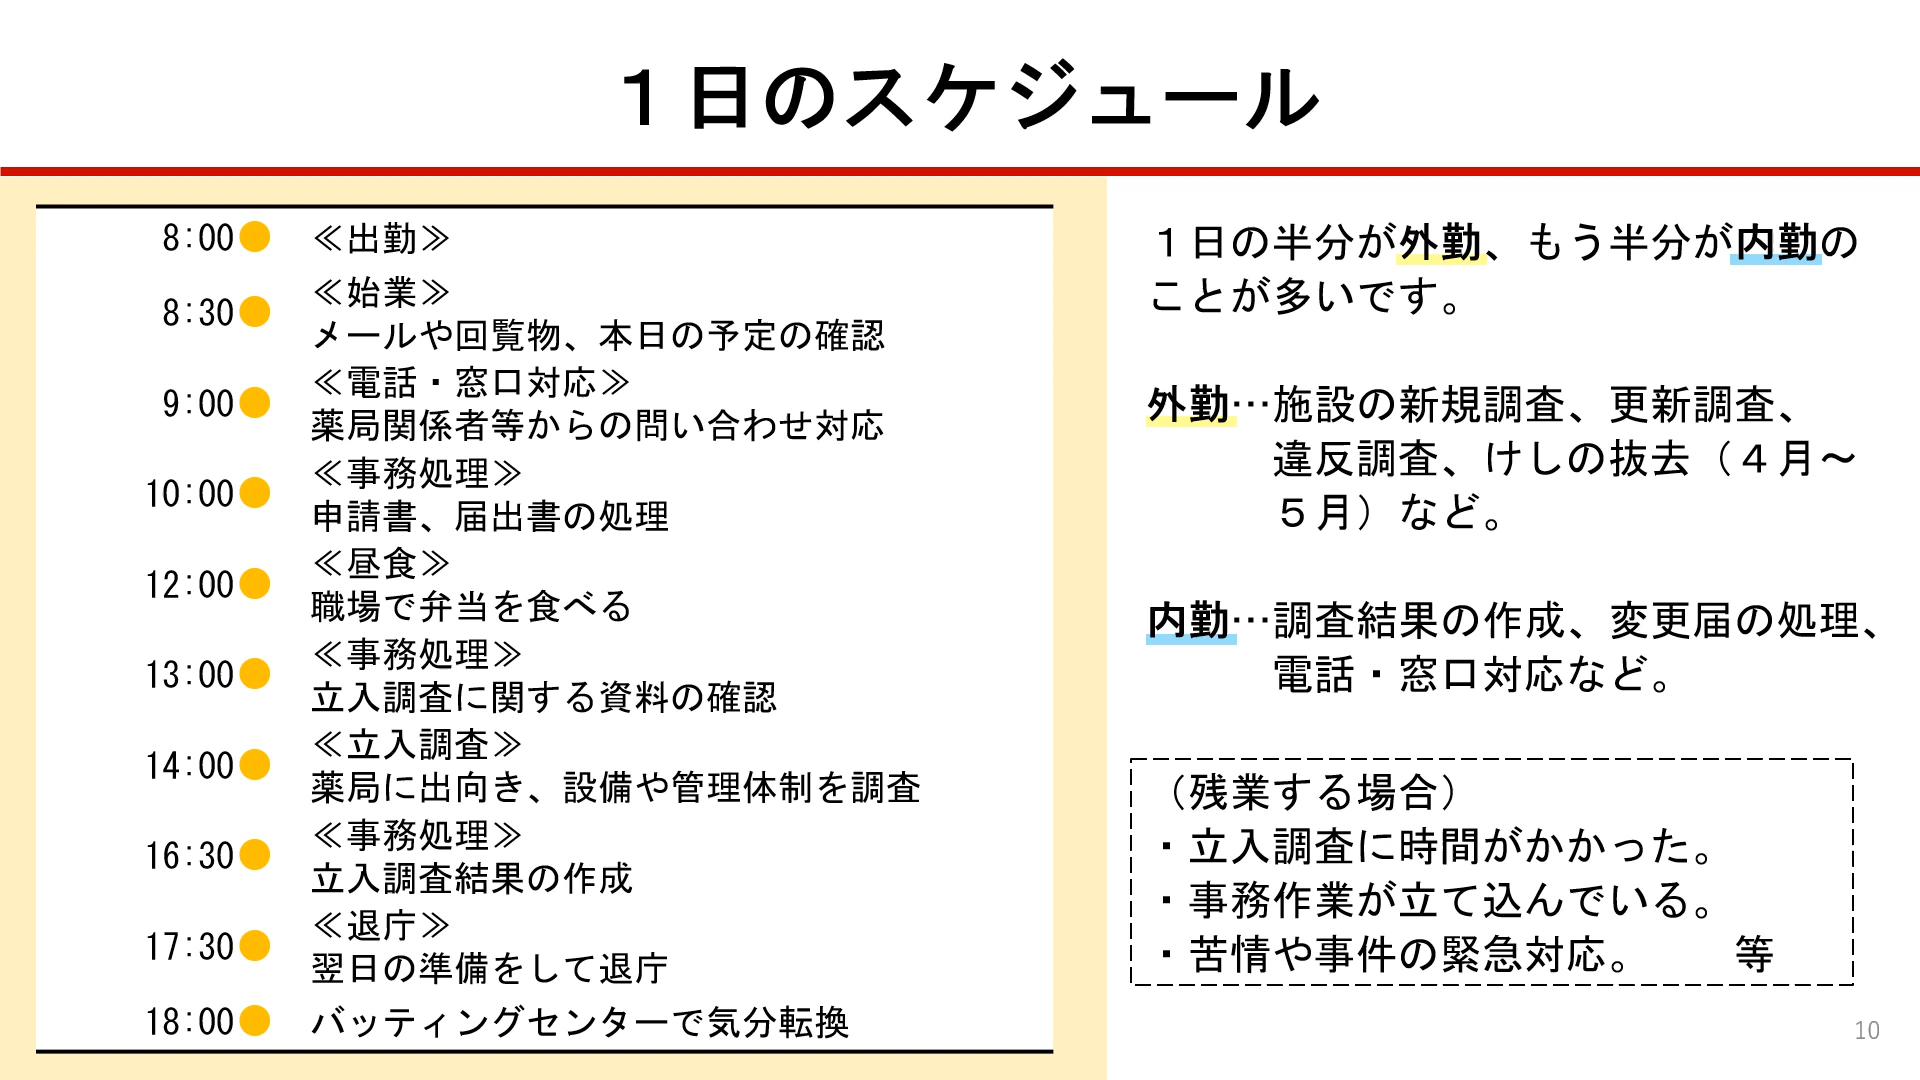 １日のスケジュール
8:00 ≪出勤≫
8:30 ≪始業≫
メールや回覧物、本日の予定の確認
9:00 ≪電話・窓口対応≫
薬局関係者等からの問い合わせ対応
10:00 ≪事務処理≫
申請書、届出書の処理
12:00 ≪昼食≫
職場で弁当を食べる
13:00 ≪事務処理≫
立入調査に関する資料の確認
14:00 ≪立入調査≫
薬局に出向き、設備や管理体制を調査
16:30 ≪事務処理≫
立入調査結果の作成
17:30 ≪退庁≫
翌日の準備をして退庁
18:00 バッティングセンターで気分転換
１日の半分が外勤、もう半分が内勤の
ことが多いです。
外勤…施設の新規調査、更新調査、
違反調査、けしの抜去（４月～
５月）など。
内勤…調査結果の作成、変更届の処理、
電話・窓口対応など。
（残業する場合）
・立入調査に時間がかかった。
・事務作業が立て込んでいる。
・苦情や事件の緊急対応。　　等
10